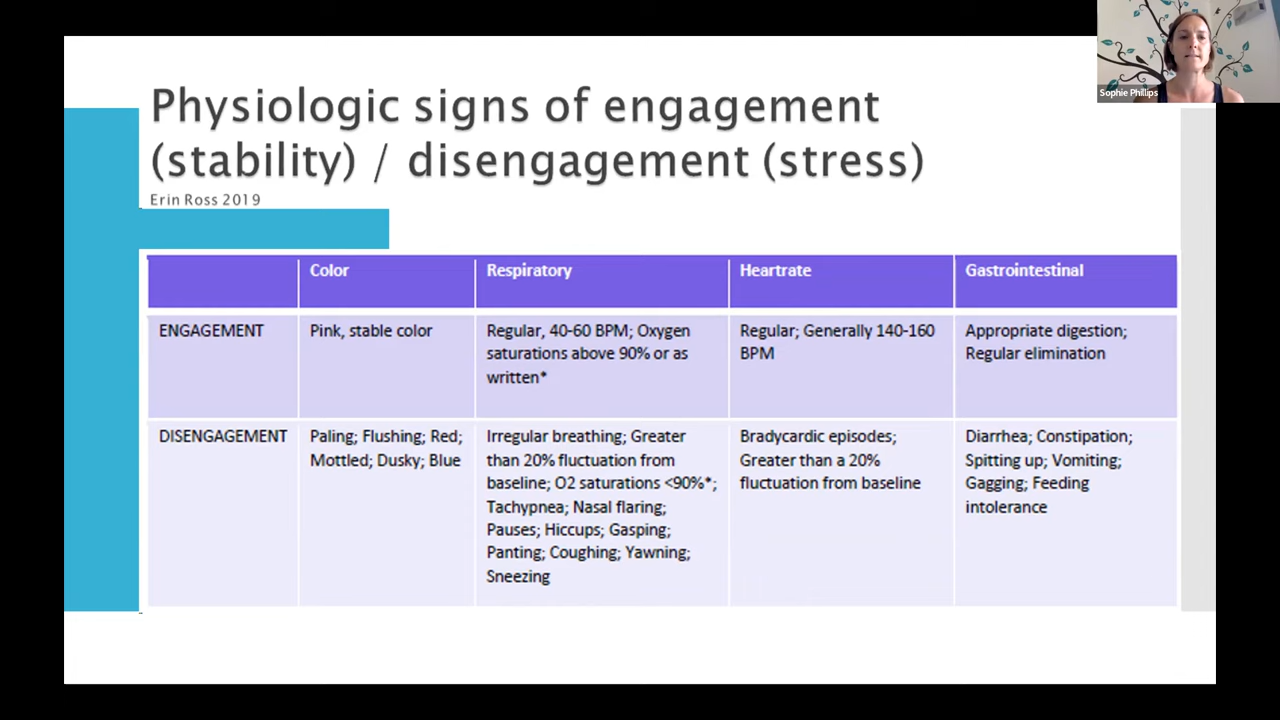 Physiologic signs of engagement
(stability) / disengagement (stress)
Erin Ross 2019
Sophie Phillips
Color
Respiratory
Heartrate
Gastrointestinal
ENGAGEMENT
Pink, stable color
Regular, 40-60 BPM; Oxygen
saturations above 90% or as
written*
Regular; Generally 140-160
BPM
Appropriate digestion;
Regular elimination
DISENGAGEMENT
Paling; Flushing; Red;
Mottled; Dusky; Blue
Irregular breathing; Greater
than 20% fluctuation from
baseline; O2 saturations <90%*;
Tachypnea; Nasal flaring;
Pauses; Hiccups; Gasping;
Panting; Coughing; Yawning;
Sneezing
Bradycardic episodes;
Greater than a 20%
fluctuation from baseline
Diarrhea; Constipation;
Spitting up; Vomiting;
Gagging; Feeding
intolerance